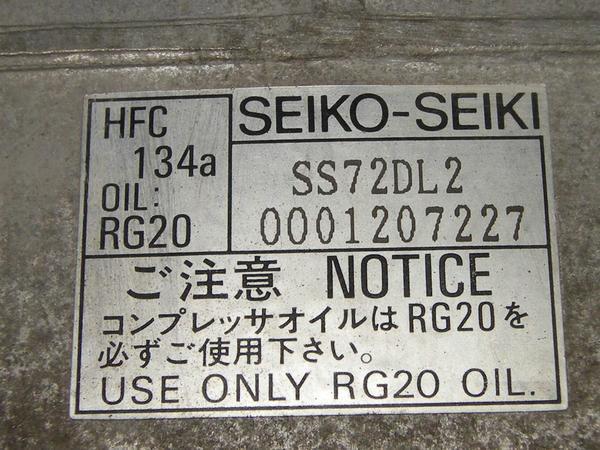 HFC
134a
OIL:
RG20
SEIKO-SEIKI
SS72DL2
0001207227
ご注意 NOTICE
コンプレッサオイルはRG20を
必ずご使用下さい。
USE ONLY RG20 OIL.